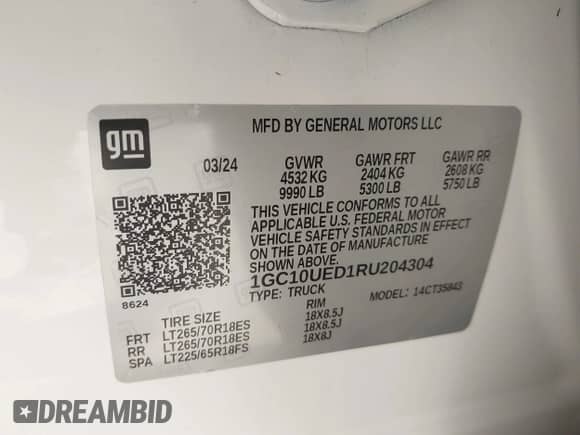 gm
MFD BY GENERAL MOTORS LLC
03/24 GVWR GAWR FRT GAWR RR
4532 KG 2404 KG 2608 KG
9990 LB 5300 LB 5750 LB
THIS VEHICLE CONFORMS TO ALL
APPLICABLE U.S. FEDERAL MOTOR
VEHICLE SAFETY STANDARDS IN EFFECT
ON THE DATE OF MANUFACTURE
SHOWN ABOVE.
1GC10UED1RU204304
8624
TYPE: TRUCK MODEL: 14CT35843
TIRE SIZE RIM
FRT LT265/70R18ES 18X8.5J
RR LT265/70R18ES 18X8.5J
SPA LT225/65R18FS 18X8J
DREAMBID